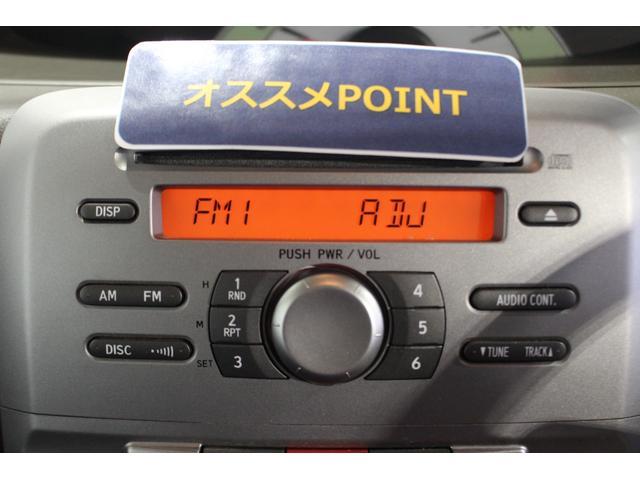 オススメPOINT
DISP
FM1 ADJ
PUSH PWR / VOL
AM FM
H 1 RND
4
AUDIO CONT.
M 2 RPT
5
DISC
SET 3
6
▼TUNE TRACK▲